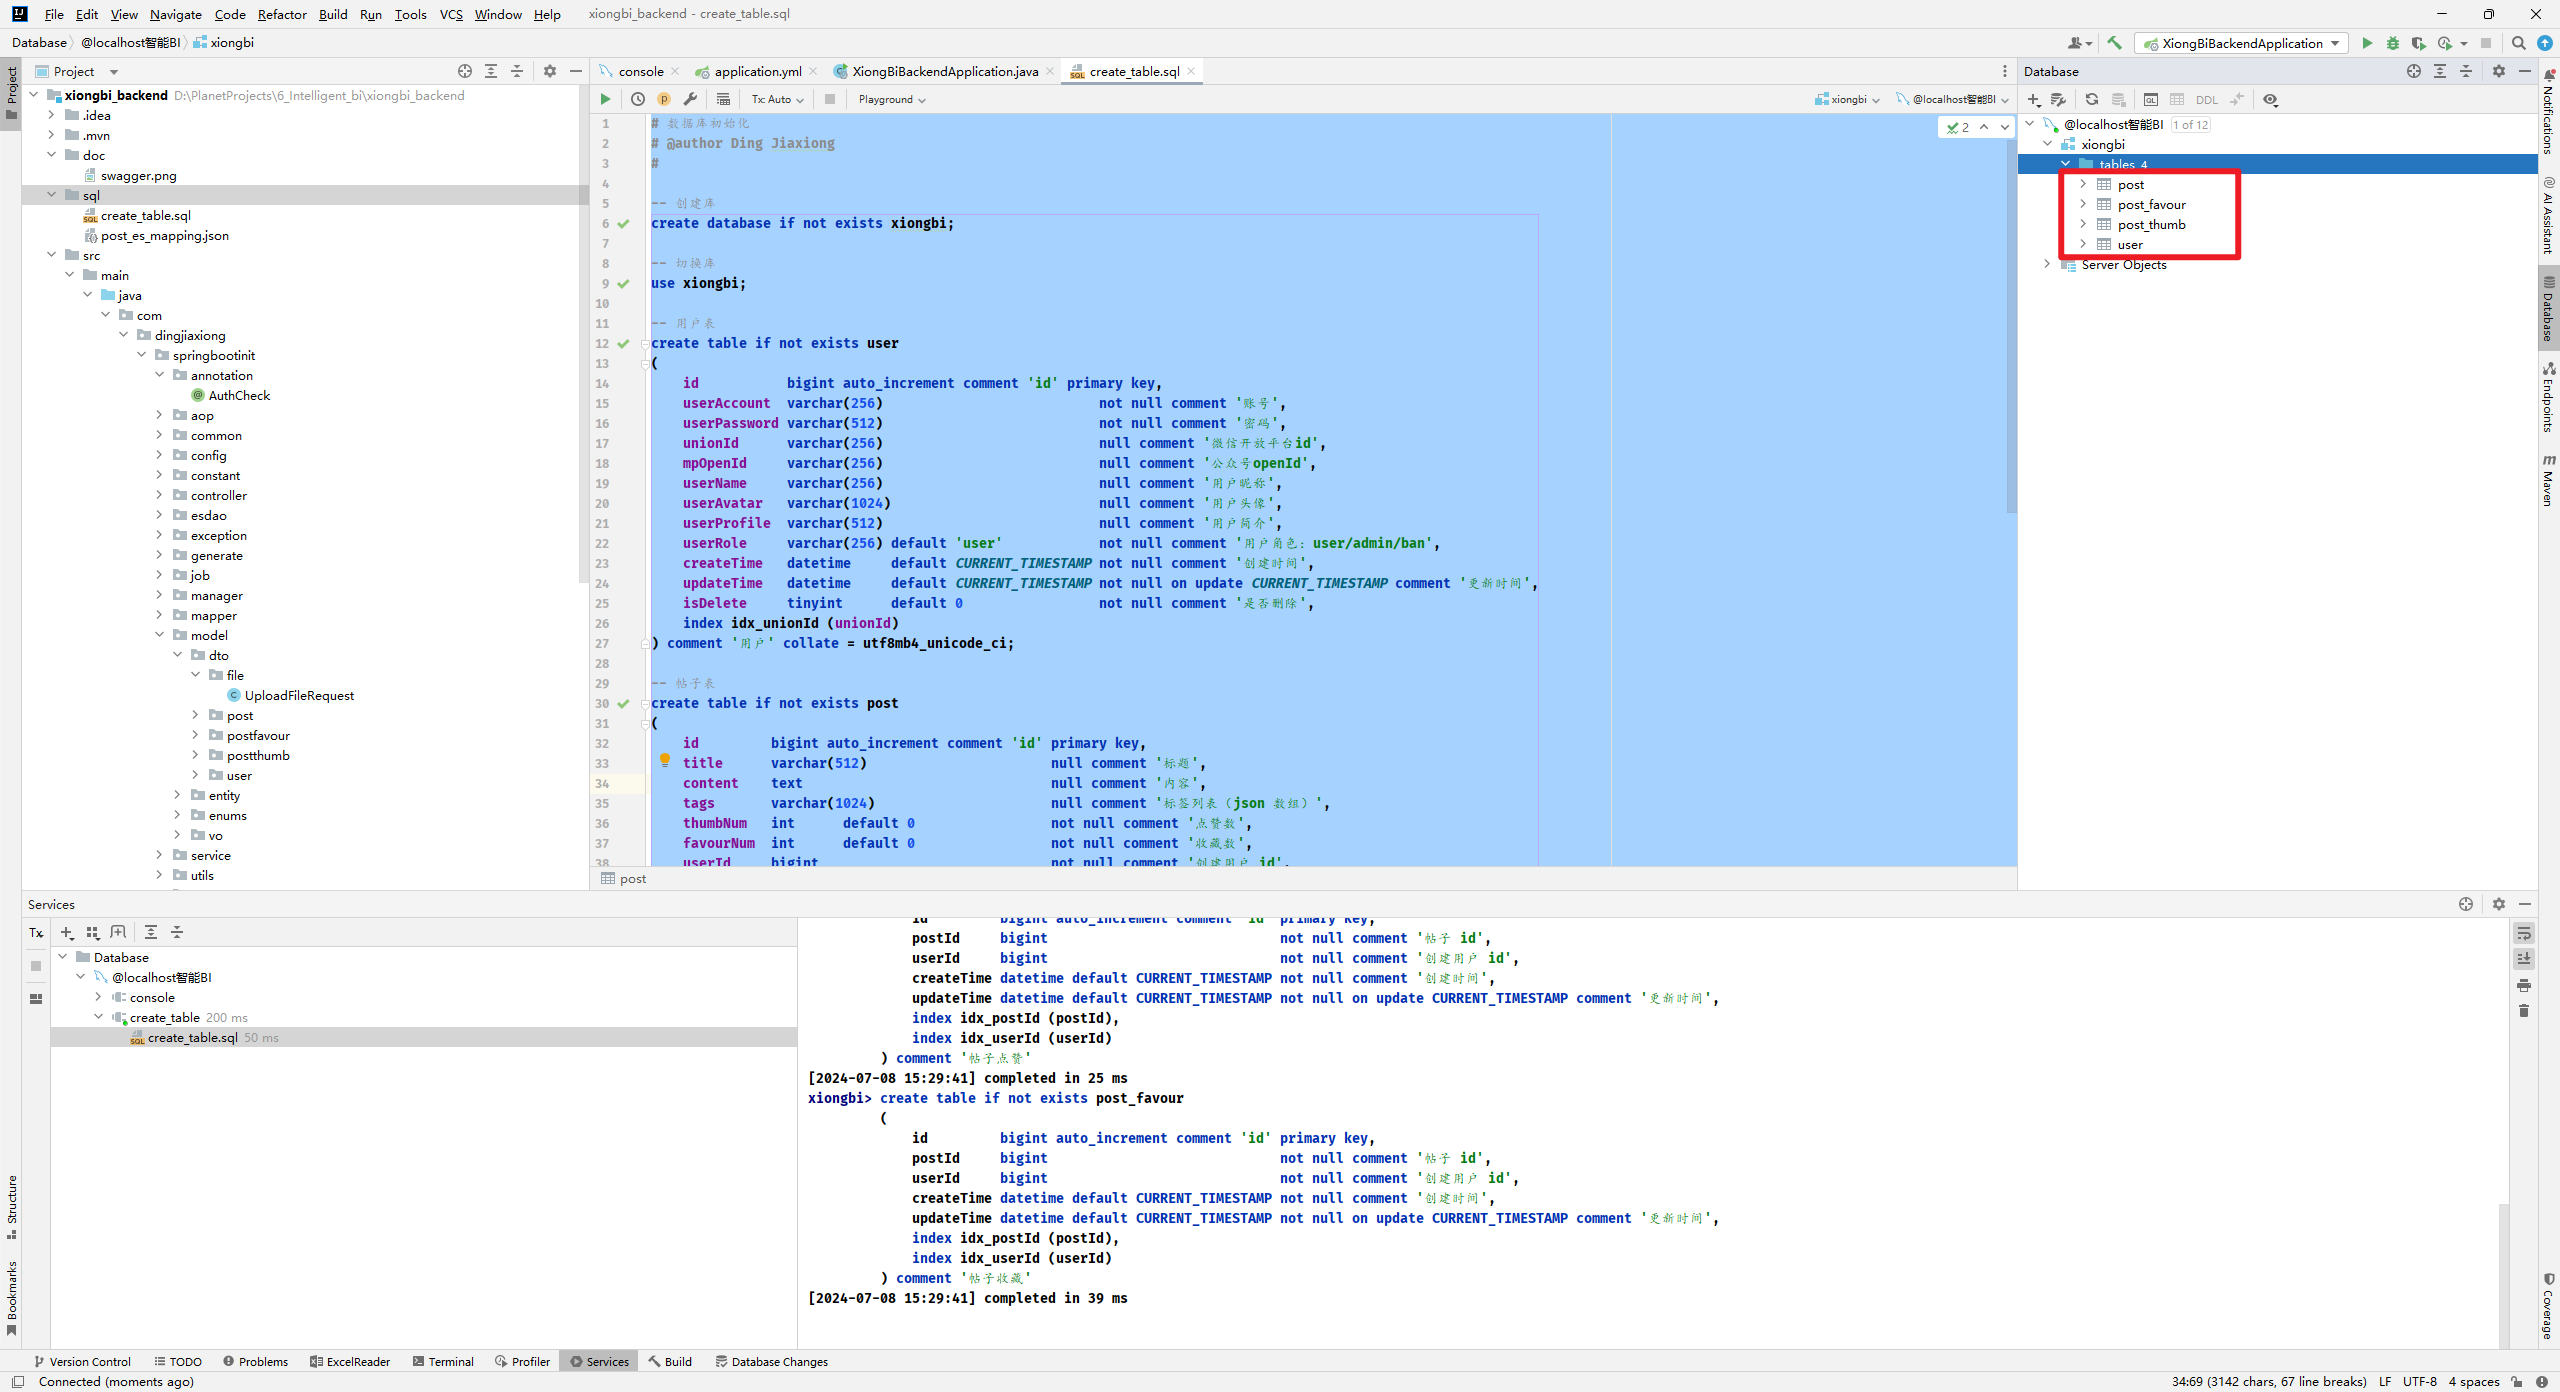 File Edit View Navigate Code Refactor Build Run Tools VCS Window Help xiongbi_backend - create_table.sql
Database @localhost智能BI xiongbi
XiongBiBackendApplication
Project
console
application.yml
XiongBiBackendApplication.java
create_table.sql
Database
Tx: Auto
Playground
xiongbi
@localhost智能BI
DDL
xiongbi_backend D:\PlanetProjects\6_Intelligent_bi\xiongbi_backend
.idea
.mvn
doc
swagger.png
sql
create_table.sql
post_es_mapping.json
src
main
java
com
dingjiaxiong
springbootinit
annotation
AuthCheck
aop
common
config
constant
controller
esdao
exception
generate
job
manager
mapper
model
dto
file
UploadFileRequest
post
postfavour
postthumb
user
entity
enums
vo
service
utils
1 # 数据库初始化
2 # @author Ding Jiaxiong
3 #
4
5 -- 创建库
6 create database if not exists xiongbi;
7
8 -- 切换库
9 use xiongbi;
10
11 -- 用户表
12 create table if not exists user
13 (
14 id bigint auto_increment comment 'id' primary key,
15 userAccount varchar(256) not null comment '账号',
16 userPassword varchar(512) not null comment '密码',
17 unionId varchar(256) null comment '微信开放平台id',
18 mpOpenId varchar(256) null comment '公众号openId',
19 userName varchar(256) null comment '用户昵称',
20 userAvatar varchar(1024) null comment '用户头像',
21 userProfile varchar(512) null comment '用户简介',
22 userRole varchar(256) default 'user' not null comment '用户角色：user/admin/ban',
23 createTime datetime default CURRENT_TIMESTAMP not null comment '创建时间',
24 updateTime datetime default CURRENT_TIMESTAMP not null on update CURRENT_TIMESTAMP comment '更新时间',
25 isDelete tinyint default 0 not null comment '是否删除',
26 index idx_unionId (unionId)
27 ) comment '用户' collate = utf8mb4_unicode_ci;
28
29 -- 帖子表
30 create table if not exists post
31 (
32 id bigint auto_increment comment 'id' primary key,
33 title varchar(512) null comment '标题',
34 content text null comment '内容',
35 tags varchar(1024) null comment '标签列表（json 数组）',
36 thumbNum int default 0 not null comment '点赞数',
37 favourNum int default 0 not null comment '收藏数',
38 userId bigint not null comment '创建用户 id',
2
post
@localhost智能BI 1 of 12
xiongbi
tables 4
post
post_favour
post_thumb
user
Server Objects
Project
Structure
Bookmarks
Notifications
AI Assistant
Database
Endpoints
m Maven
Coverage
Services
Tx
Database
@localhost智能BI
console
create_table 200 ms
create_table.sql 50 ms
id bigint auto_increment comment 'id' primary key,
postId bigint not null comment '帖子 id',
userId bigint not null comment '创建用户 id',
createTime datetime default CURRENT_TIMESTAMP not null comment '创建时间',
updateTime datetime default CURRENT_TIMESTAMP not null on update CURRENT_TIMESTAMP comment '更新时间',
index idx_postId (postId),
index idx_userId (userId)
) comment '帖子点赞'
[2024-07-08 15:29:41] completed in 25 ms
xiongbi> create table if not exists post_favour
(
id bigint auto_increment comment 'id' primary key,
postId bigint not null comment '帖子 id',
userId bigint not null comment '创建用户 id',
createTime datetime default CURRENT_TIMESTAMP not null comment '创建时间',
updateTime datetime default CURRENT_TIMESTAMP not null on update CURRENT_TIMESTAMP comment '更新时间',
index idx_postId (postId),
index idx_userId (userId)
) comment '帖子收藏'
[2024-07-08 15:29:41] completed in 39 ms
Version Control TODO Problems ExcelReader Terminal Profiler Services Build Database Changes
Connected (moments ago)
34:69 (3142 chars, 67 line breaks) LF UTF-8 4 spaces